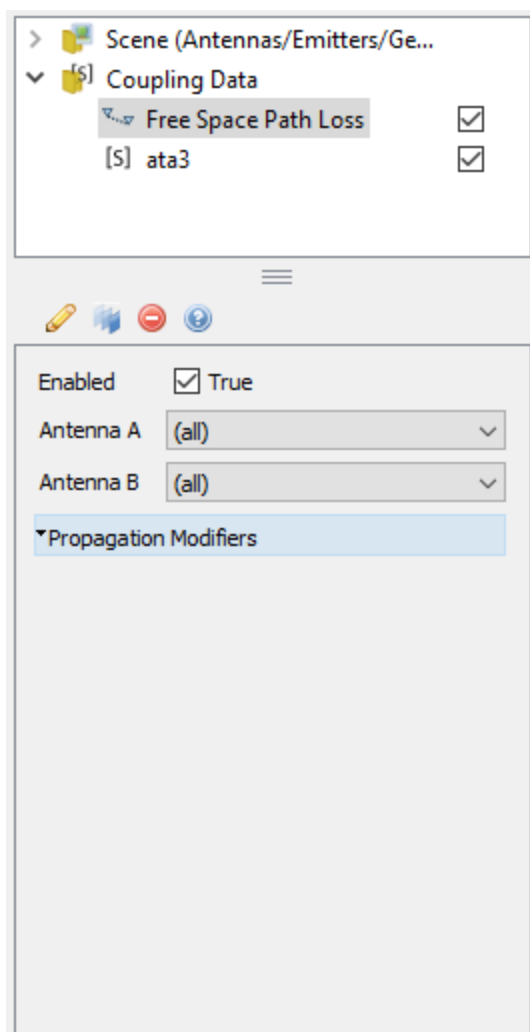 Scene (Antennas/Emitters/Ge...
[S] Coupling Data
Free Space Path Loss
[S] ata3
Enabled True
Antenna A (all)
Antenna B (all)
Propagation Modifiers